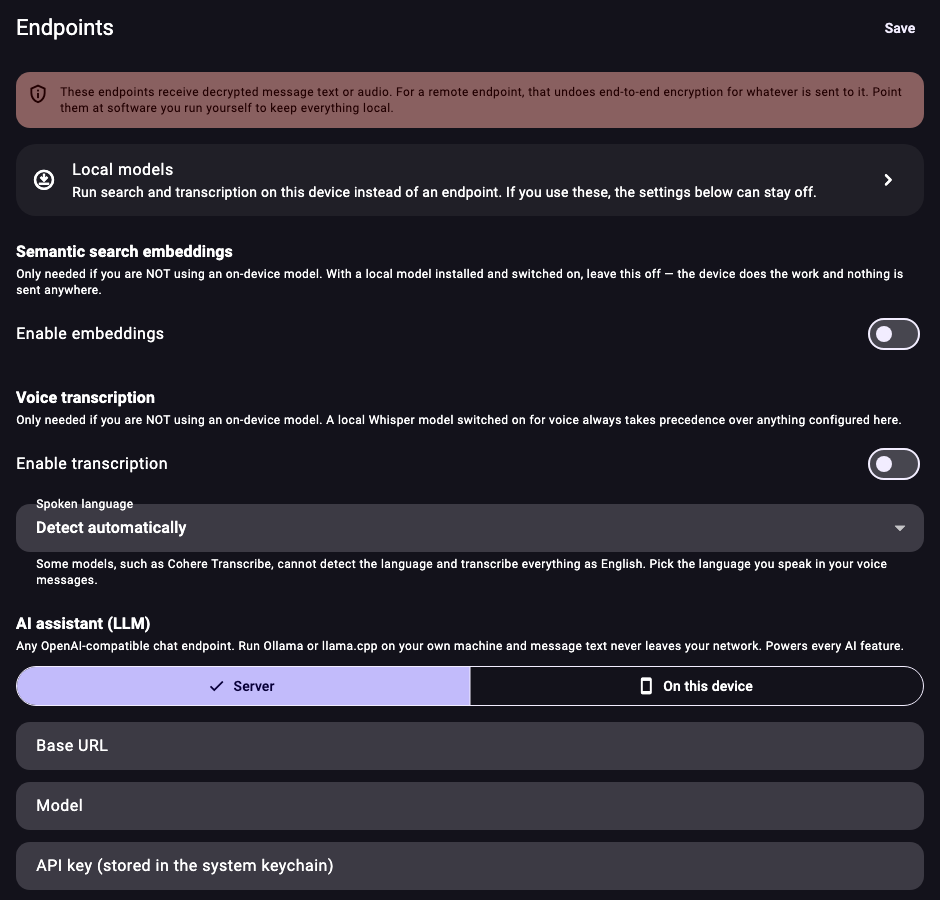 Endpoints
Save
These endpoints receive decrypted message text or audio. For a remote endpoint, that undoes end-to-end encryption for whatever is sent to it. Point
them at software you run yourself to keep everything local.
Local models
Run search and transcription on this device instead of an endpoint. If you use these, the settings below can stay off.
Semantic search embeddings
Only needed if you are NOT using an on-device model. With a local model installed and switched on, leave this off — the device does the work and nothing is
sent anywhere.
Enable embeddings
Voice transcription
Only needed if you are NOT using an on-device model. A local Whisper model switched on for voice always takes precedence over anything configured here.
Enable transcription
Spoken language
Detect automatically
Some models, such as Cohere Transcribe, cannot detect the language and transcribe everything as English. Pick the language you speak in your voice
messages.
AI assistant (LLM)
Any OpenAI-compatible chat endpoint. Run Ollama or llama.cpp on your own machine and message text never leaves your network. Powers every AI feature.
Server
On this device
Base URL
Model
API key (stored in the system keychain)